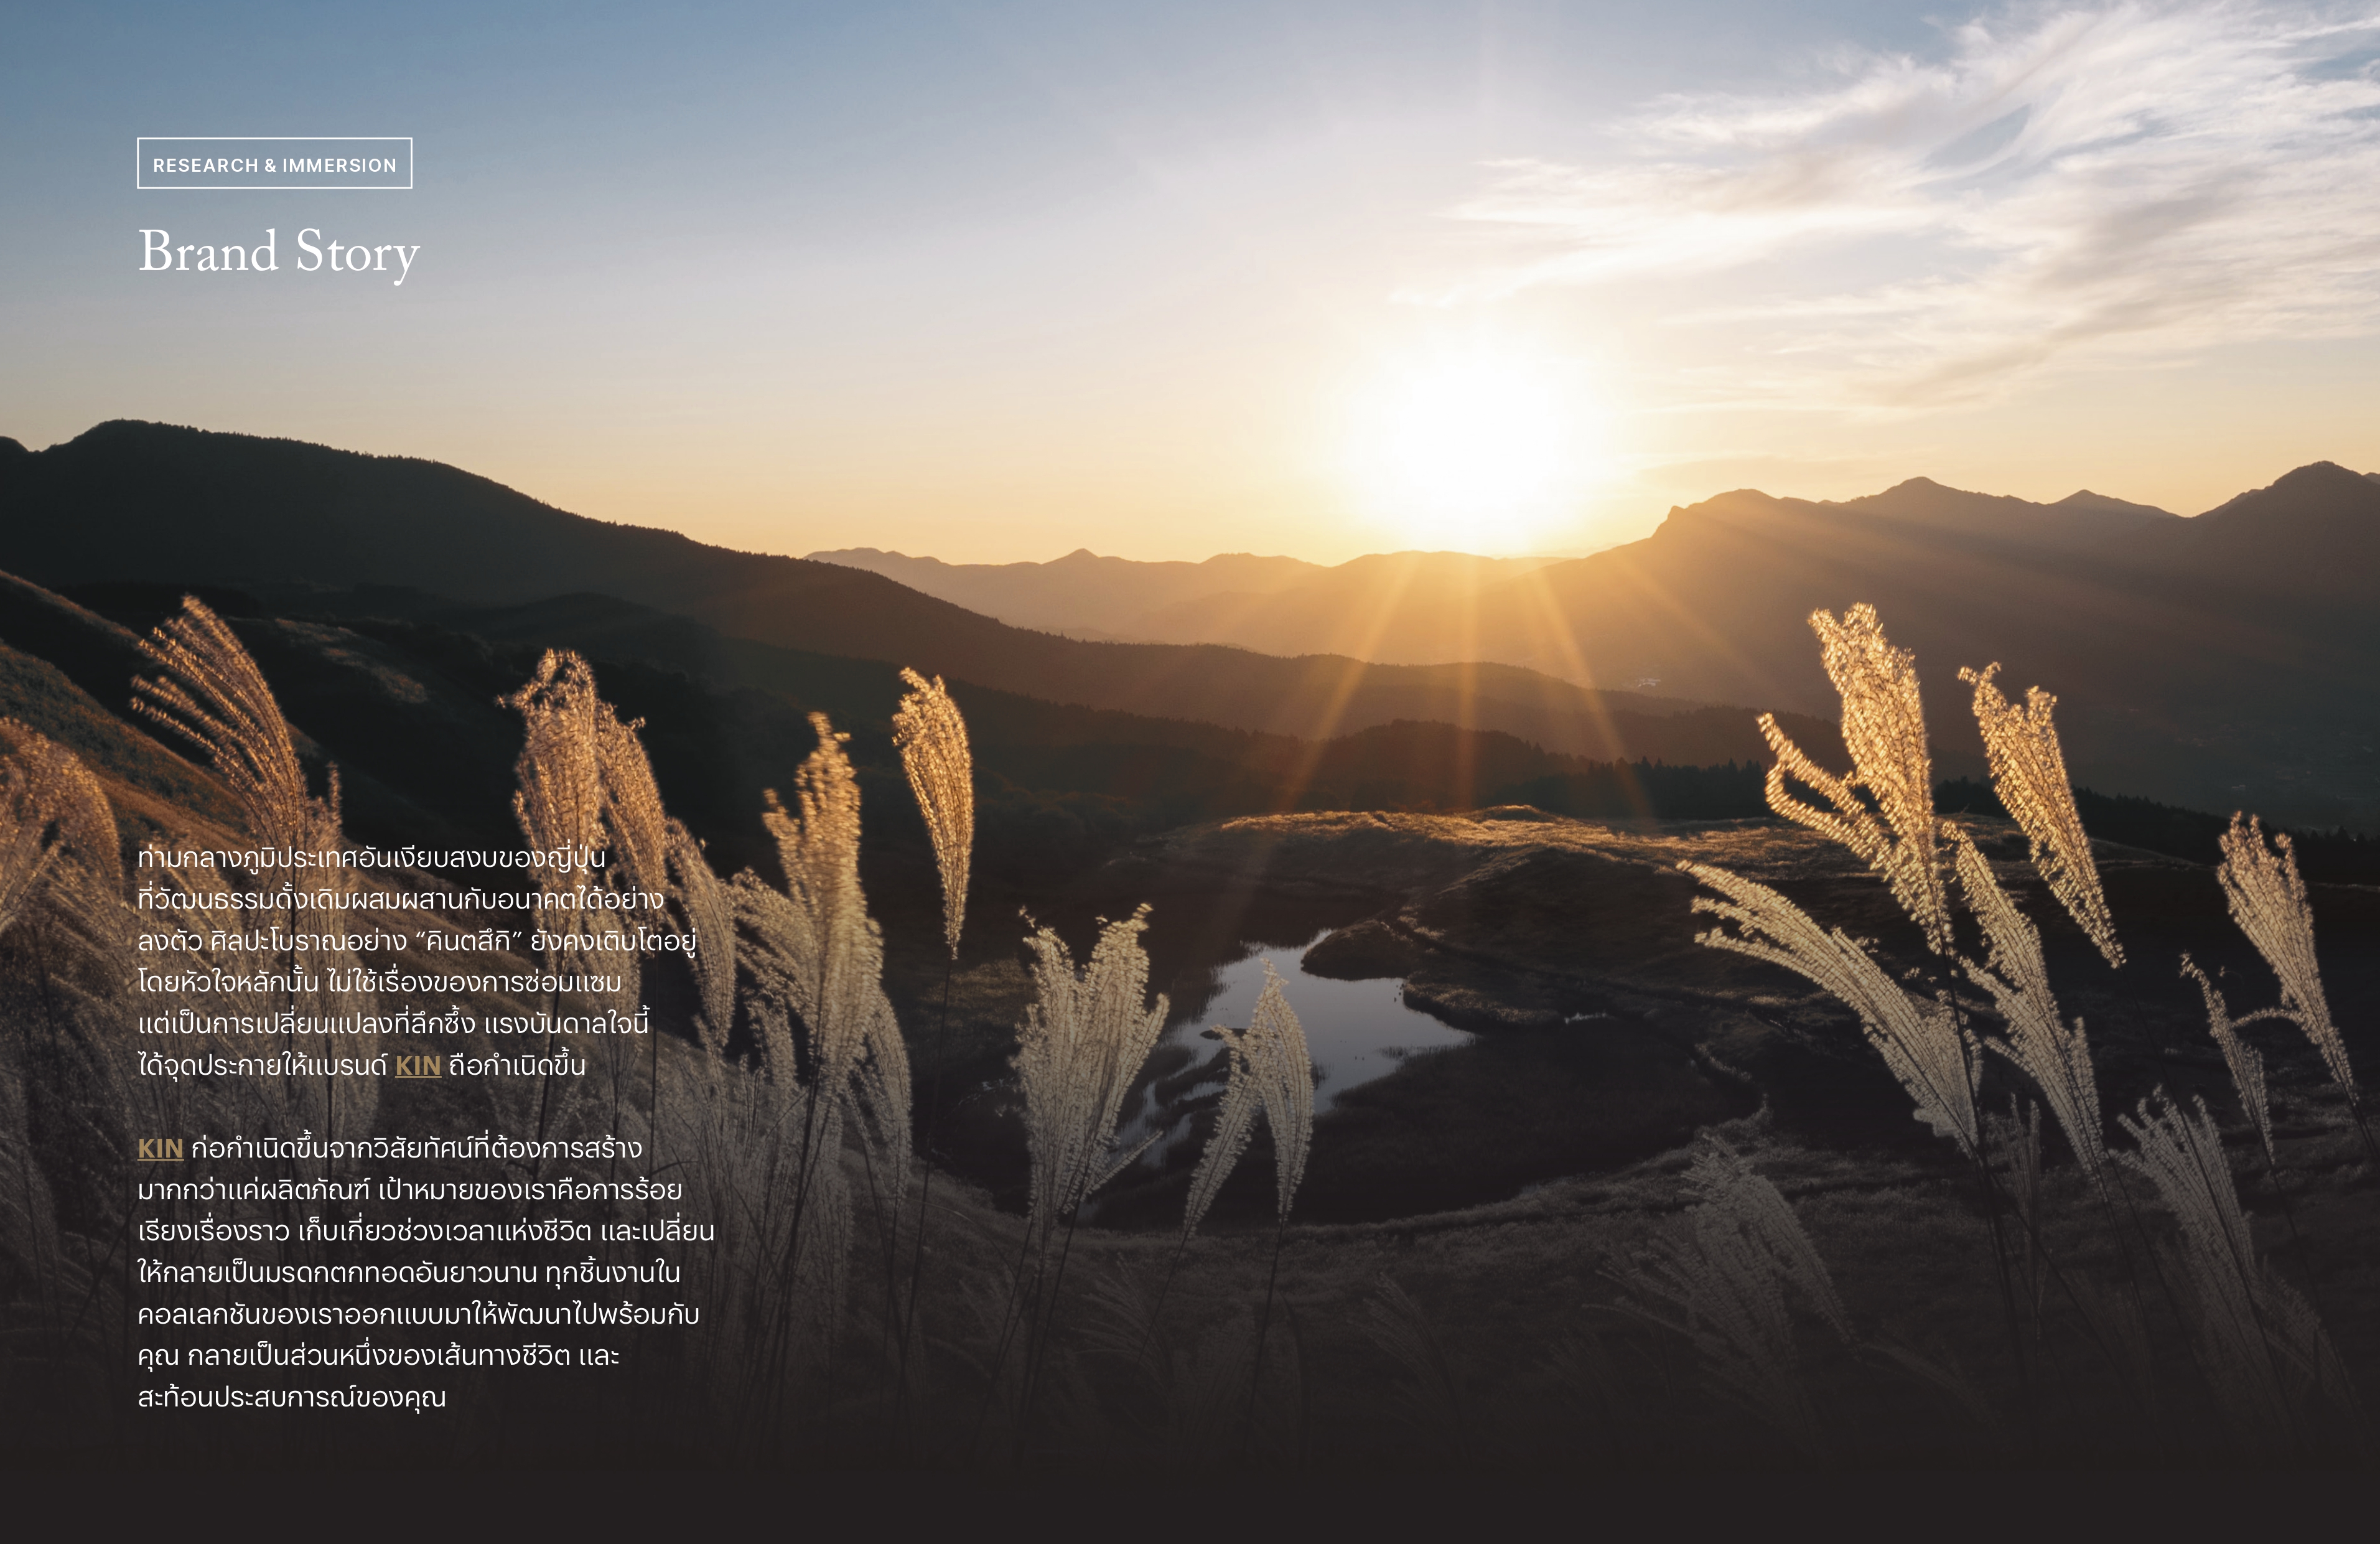 RESEARCH & IMMERSION
Brand Story
ท่ามกลางภูมิประเทศอันเงียบสงบของญี่ปุ่น
ที่วัฒนธรรมดั้งเดิมผสมผสานกับอนาคตได้อย่าง
ลงตัว ศิลปะโบราณอย่าง “คินตสึกิ” ยังคงเติบโตอยู่
โดยหัวใจหลักนั้น ไม่ใช้เรื่องของการซ่อมแซม
แต่เป็นการเปลี่ยนแปลงที่ลึกซึ้ง แรงบันดาลใจนี้
ได้จุดประกายให้แบรนด์ KIN ถือกำเนิดขึ้น
KIN ก่อกำเนิดขึ้นจากวิสัยทัศน์ที่ต้องการสร้าง
มากกว่าแค่ผลิตภัณฑ์ เป้าหมายของเราคือการร้อย
เรียงเรื่องราว เก็บเกี่ยวช่วงเวลาแห่งชีวิต และเปลี่ยน
ให้กลายเป็นมรดกตกทอดอันยาวนาน ทุกชิ้นงานใน
คอลเลกชันของเราออกแบบมาให้พัฒนาไปพร้อมกับ
คุณ กลายเป็นส่วนหนึ่งของเส้นทางชีวิต และ
สะท้อนประสบการณ์ของคุณ